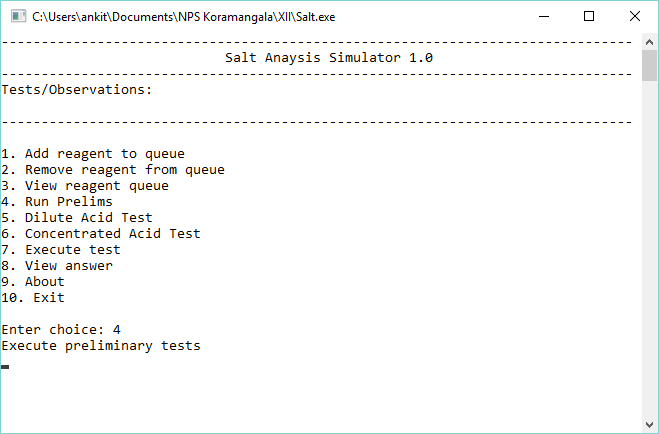 C:\Users\ankit\Documents\NPS Koramangala\XII\Salt.exe
-------------------------------------------------------------------------------
Salt Anaysis Simulator 1.0
-------------------------------------------------------------------------------
Tests/Observations:
-------------------------------------------------------------------------------
1. Add reagent to queue
2. Remove reagent from queue
3. View reagent queue
4. Run Prelims
5. Dilute Acid Test
6. Concentrated Acid Test
7. Execute test
8. View answer
9. About
10. Exit
Enter choice: 4
Execute preliminary tests